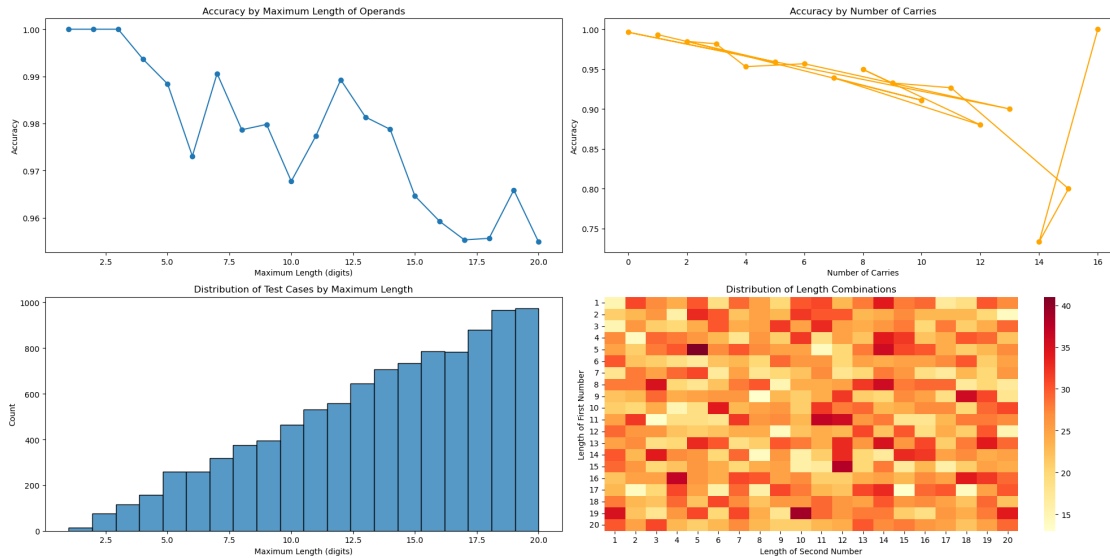 Accuracy by Maximum Length of Operands
1.00
0.99
0.98
0.97
0.96
Accuracy
2.5 5.0 7.5 10.0 12.5 15.0 17.5 20.0
Maximum Length (digits)
Accuracy by Number of Carries
1.00
0.95
0.90
0.85
0.80
0.75
Accuracy
0 2 4 6 8 10 12 14 16
Number of Carries
Distribution of Test Cases by Maximum Length
1000
800
600
400
200
0
Count
2.5 5.0 7.5 10.0 12.5 15.0 17.5 20.0
Maximum Length (digits)
Distribution of Length Combinations
1
2
3
4
5
6
7
8
9
10
11
12
13
14
15
16
17
18
19
20
Length of First Number
1 2 3 4 5 6 7 8 9 10 11 12 13 14 15 16 17 18 19 20
Length of Second Number
40
35
30
25
20
15